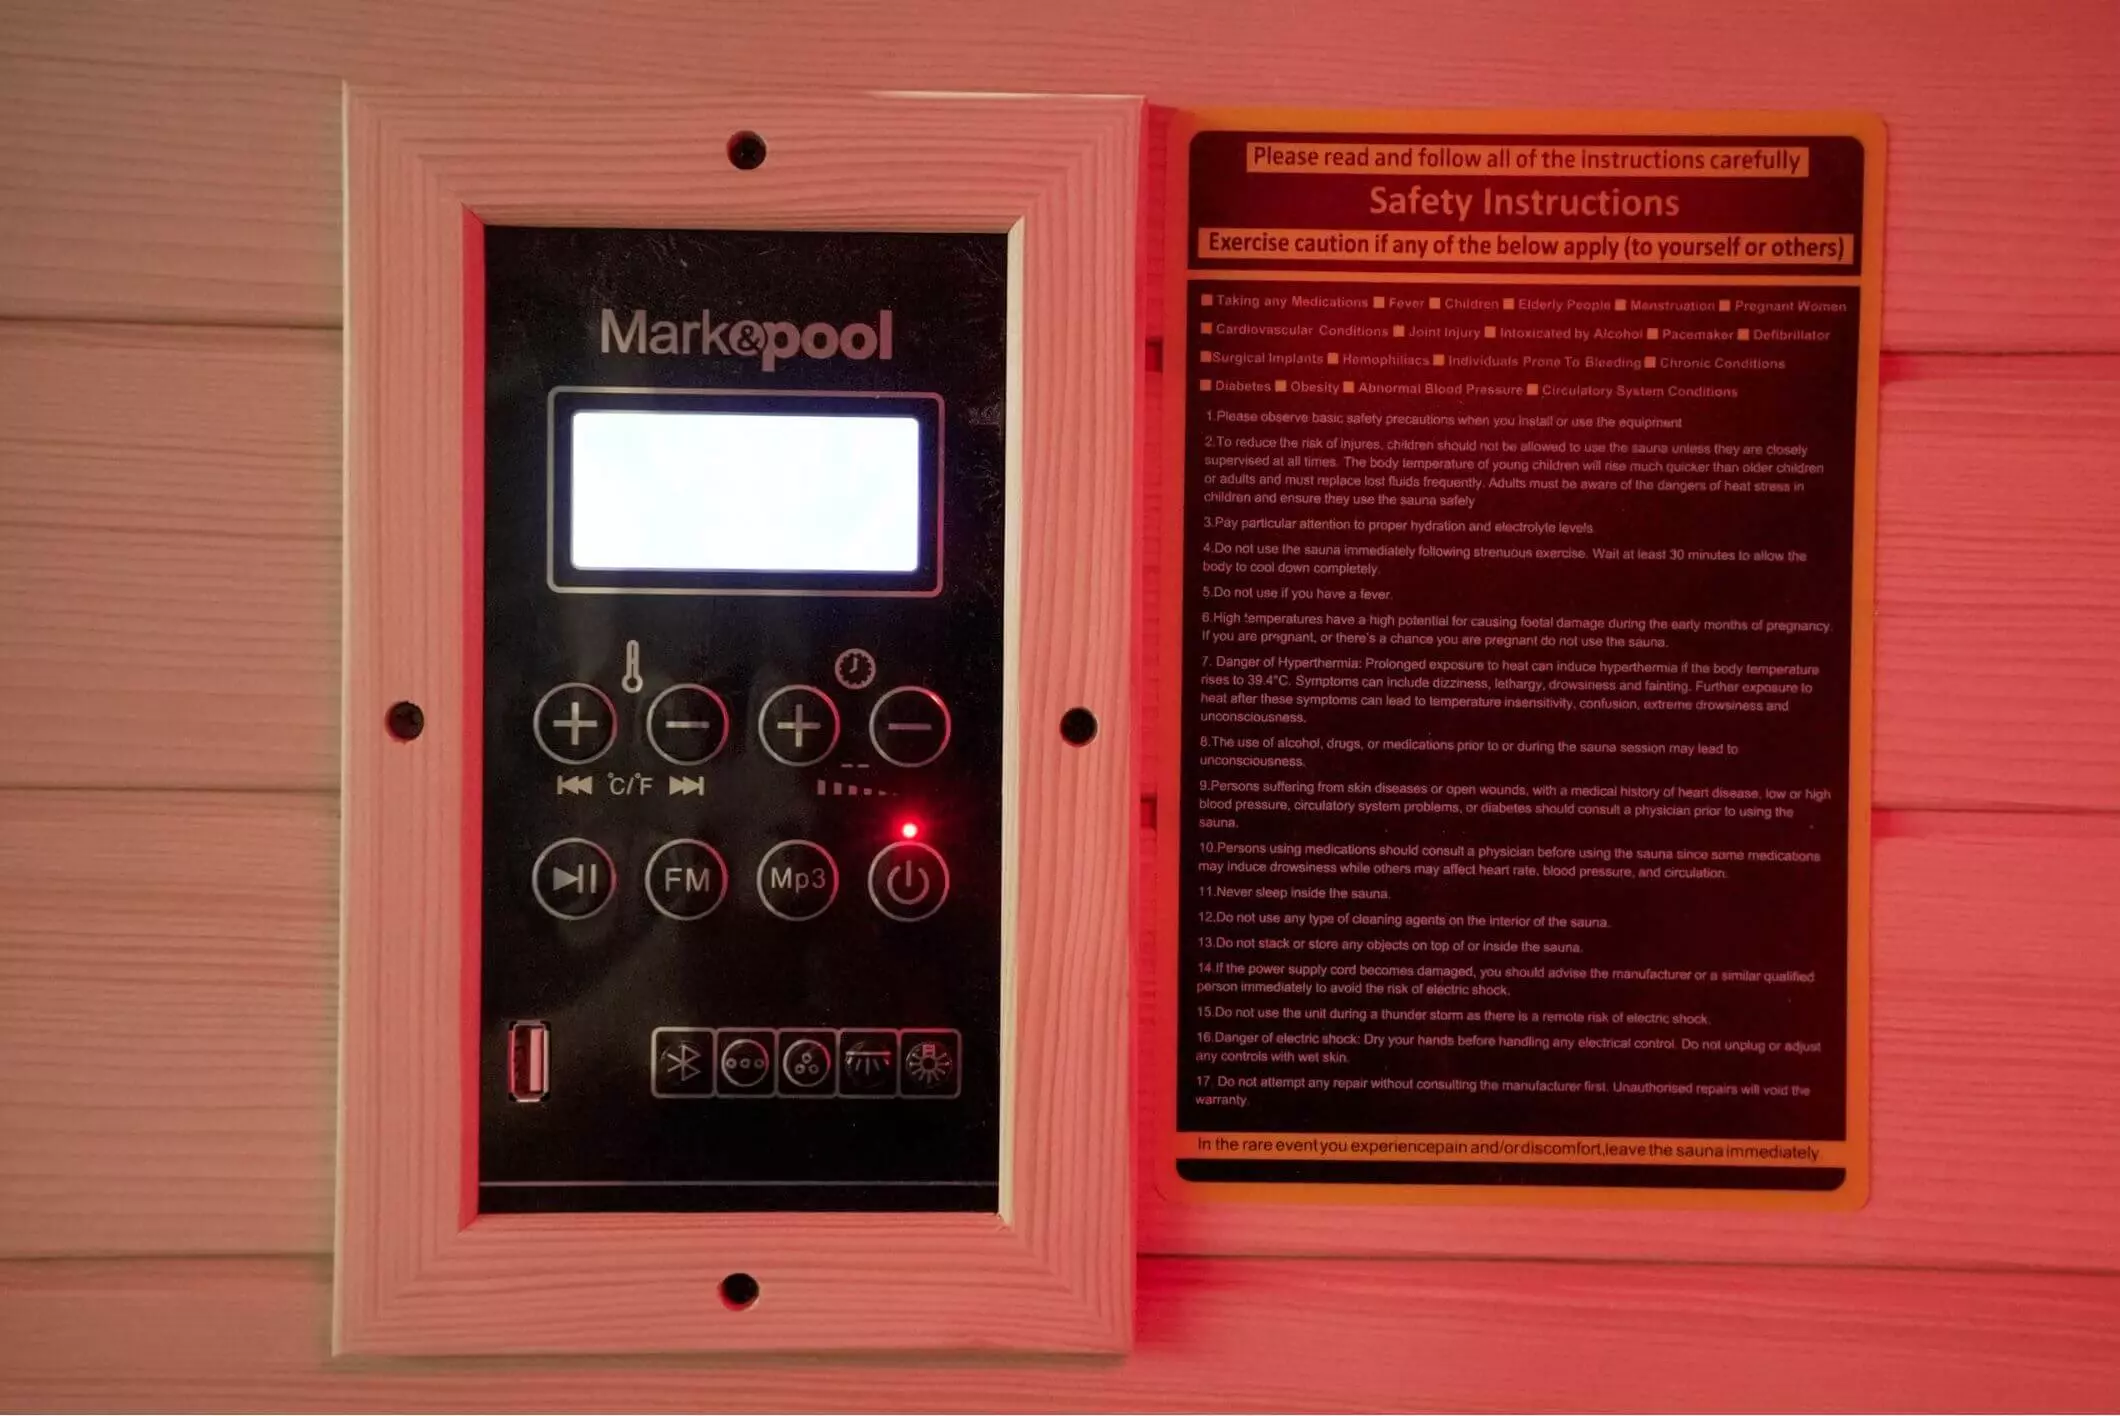 Mark&pool
℃/℉
FM
Mp3
Please read and follow all of the instructions carefully
Safety Instructions
Exercise caution if any of the below apply (to yourself or others)
Taking any Medications Fever Children Elderly People Menstruation Pregnant Women
Cardiovascular Conditions Joint Injury Intoxicated by Alcohol Pacemaker Defibrillator
Surgical Implants Hemophiliacs Individuals Prone To Bleeding Chronic Conditions
Diabetes Obesity Abnormal Blood Pressure Circulatory System Conditions
1.Please observe basic safety precautions when you install or use the equipment
2.To reduce the risk of injures, children should not be allowed to use the sauna unless they are closely
supervised at all times. The body temperature of young children will rise much quicker than older children
or adults and must replace lost fluids frequently. Adults must be aware of the dangers of heat stress in
children and ensure they use the sauna safely
3.Pay particular attention to proper hydration and electrolyte levels.
4.Do not use the sauna immediately following strenuous exercise. Wait at least 30 minutes to allow the
body to cool down completely.
5.Do not use if you have a fever.
6.High temperatures have a high potential for causing foetal damage during the early months of pregnancy.
If you are pregnant, or there's a chance you are pregnant do not use the sauna.
7. Danger of Hyperthermia: Prolonged exposure to heat can induce hyperthermia if the body temperature
rises to 39.4°C. Symptoms can include dizziness, lethargy, drowsiness and fainting. Further exposure to
heat after these symptoms can lead to temperature insensitivity, confusion, extreme drowsiness and
unconsciousness.
8.The use of alcohol, drugs, or medications prior to or during the sauna session may lead to
unconsciousness.
9.Persons suffering from skin diseases or open wounds, with a medical history of heart disease, low or high
blood pressure, circulatory system problems, or diabetes should consult a physician prior to using the
sauna.
10.Persons using medications should consult a physician before using the sauna since some medications
may induce drowsiness while others may affect heart rate, blood pressure, and circulation.
11.Never sleep inside the sauna.
12.Do not use any type of cleaning agents on the interior of the sauna.
13.Do not stack or store any objects on top of or inside the sauna.
14.If the power supply cord becomes damaged, you should advise the manufacturer or a similar qualified
person immediately to avoid the risk of electric shock.
15.Do not use the unit during a thunder storm as there is a remote risk of electric shock.
16.Danger of electric shock: Dry your hands before handling any electrical control. Do not unplug or adjust
any controls with wet skin.
17. Do not attempt any repair without consulting the manufacturer first. Unauthorised repairs will void the
warranty.
In the rare event you experiencepain and/ordiscomfort,leave the sauna immediately